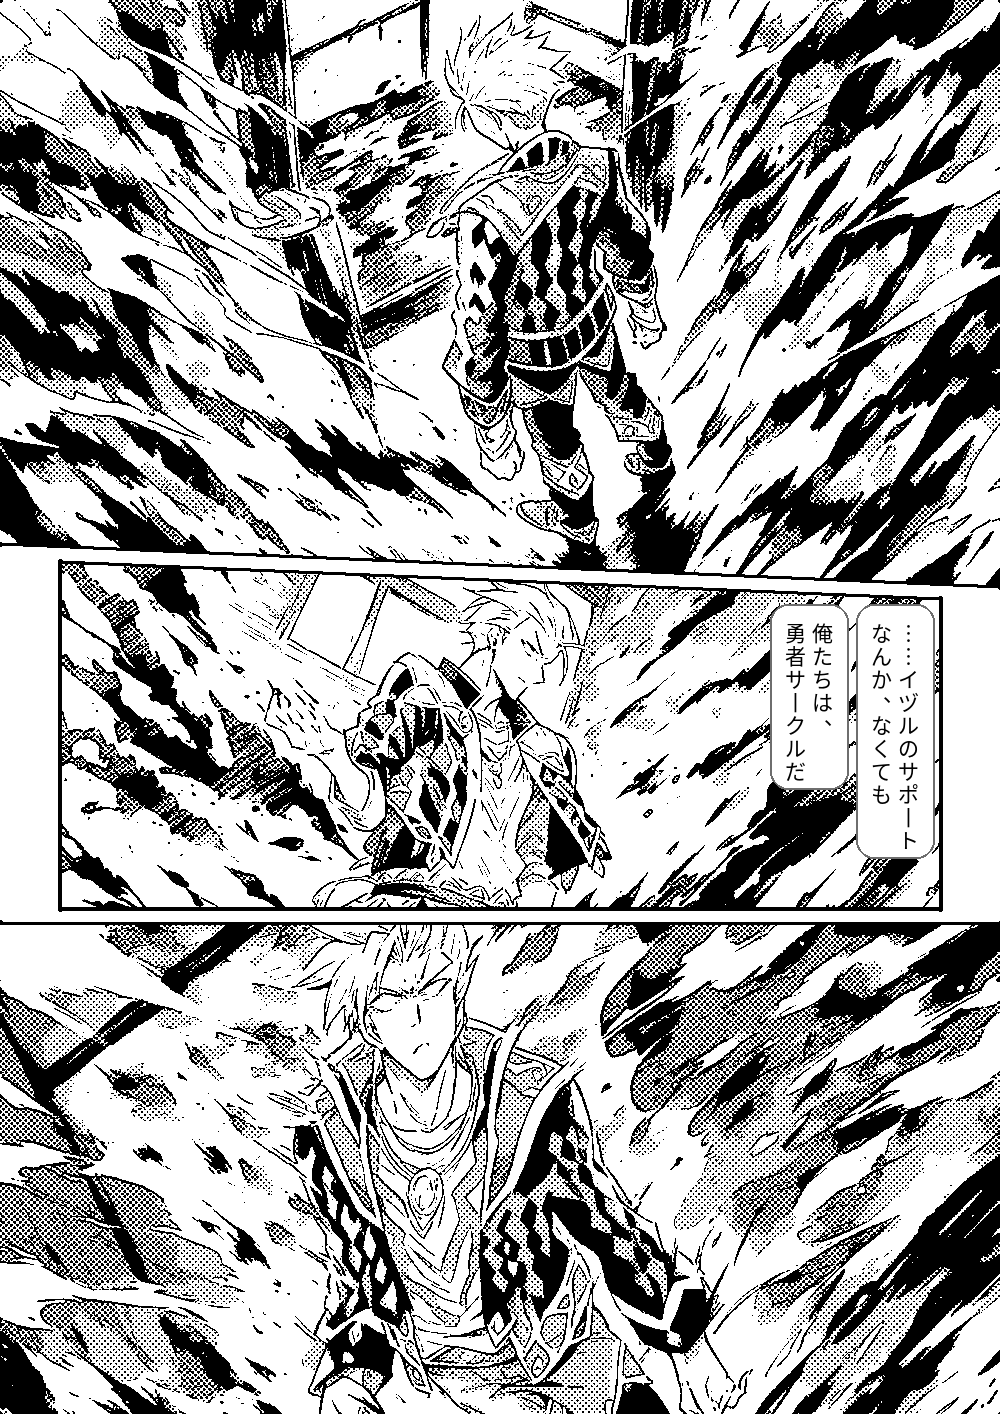 ……イヅルのサポート
なんか、なくても
俺たちは、
勇者サークルだ